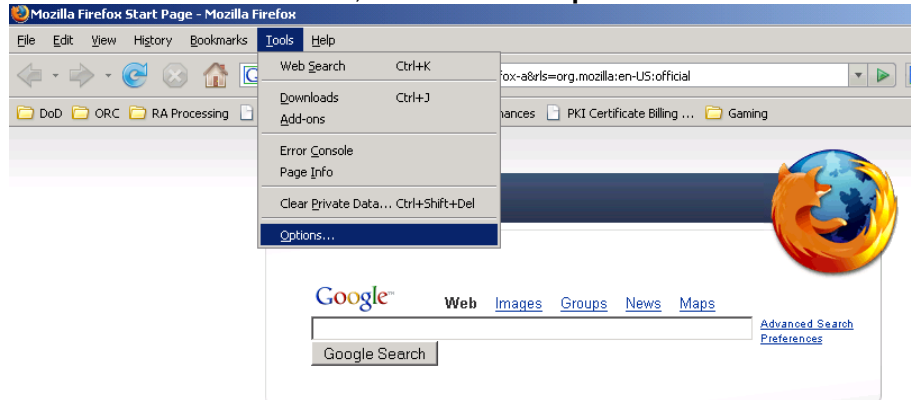 Mozilla Firefox Start Page - Mozilla Firefox
File Edit View History Bookmarks Tools Help
Web Search Ctrl+K
fox-a&rls=org.mozilla:en-US:official
Downloads Ctrl+J
DoD ORC RA Processing PKI Certificate Billing ... Gaming
Add-ons
Error Console
Page Info
Clear Private Data... Ctrl+Shift+Del
Options...
Google™ Web Images Groups News Maps
Advanced Search
Preferences
Google Search